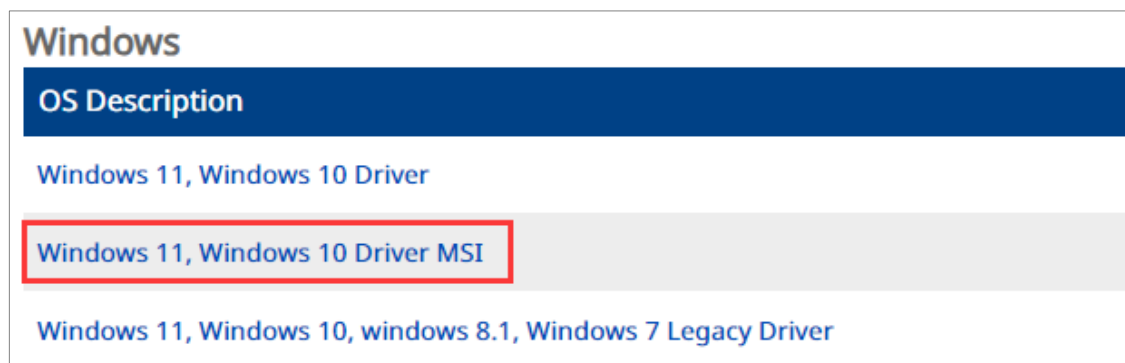 Windows
OS Description
Windows 11, Windows 10 Driver
Windows 11, Windows 10 Driver MSI
Windows 11, Windows 10, windows 8.1, Windows 7 Legacy Driver